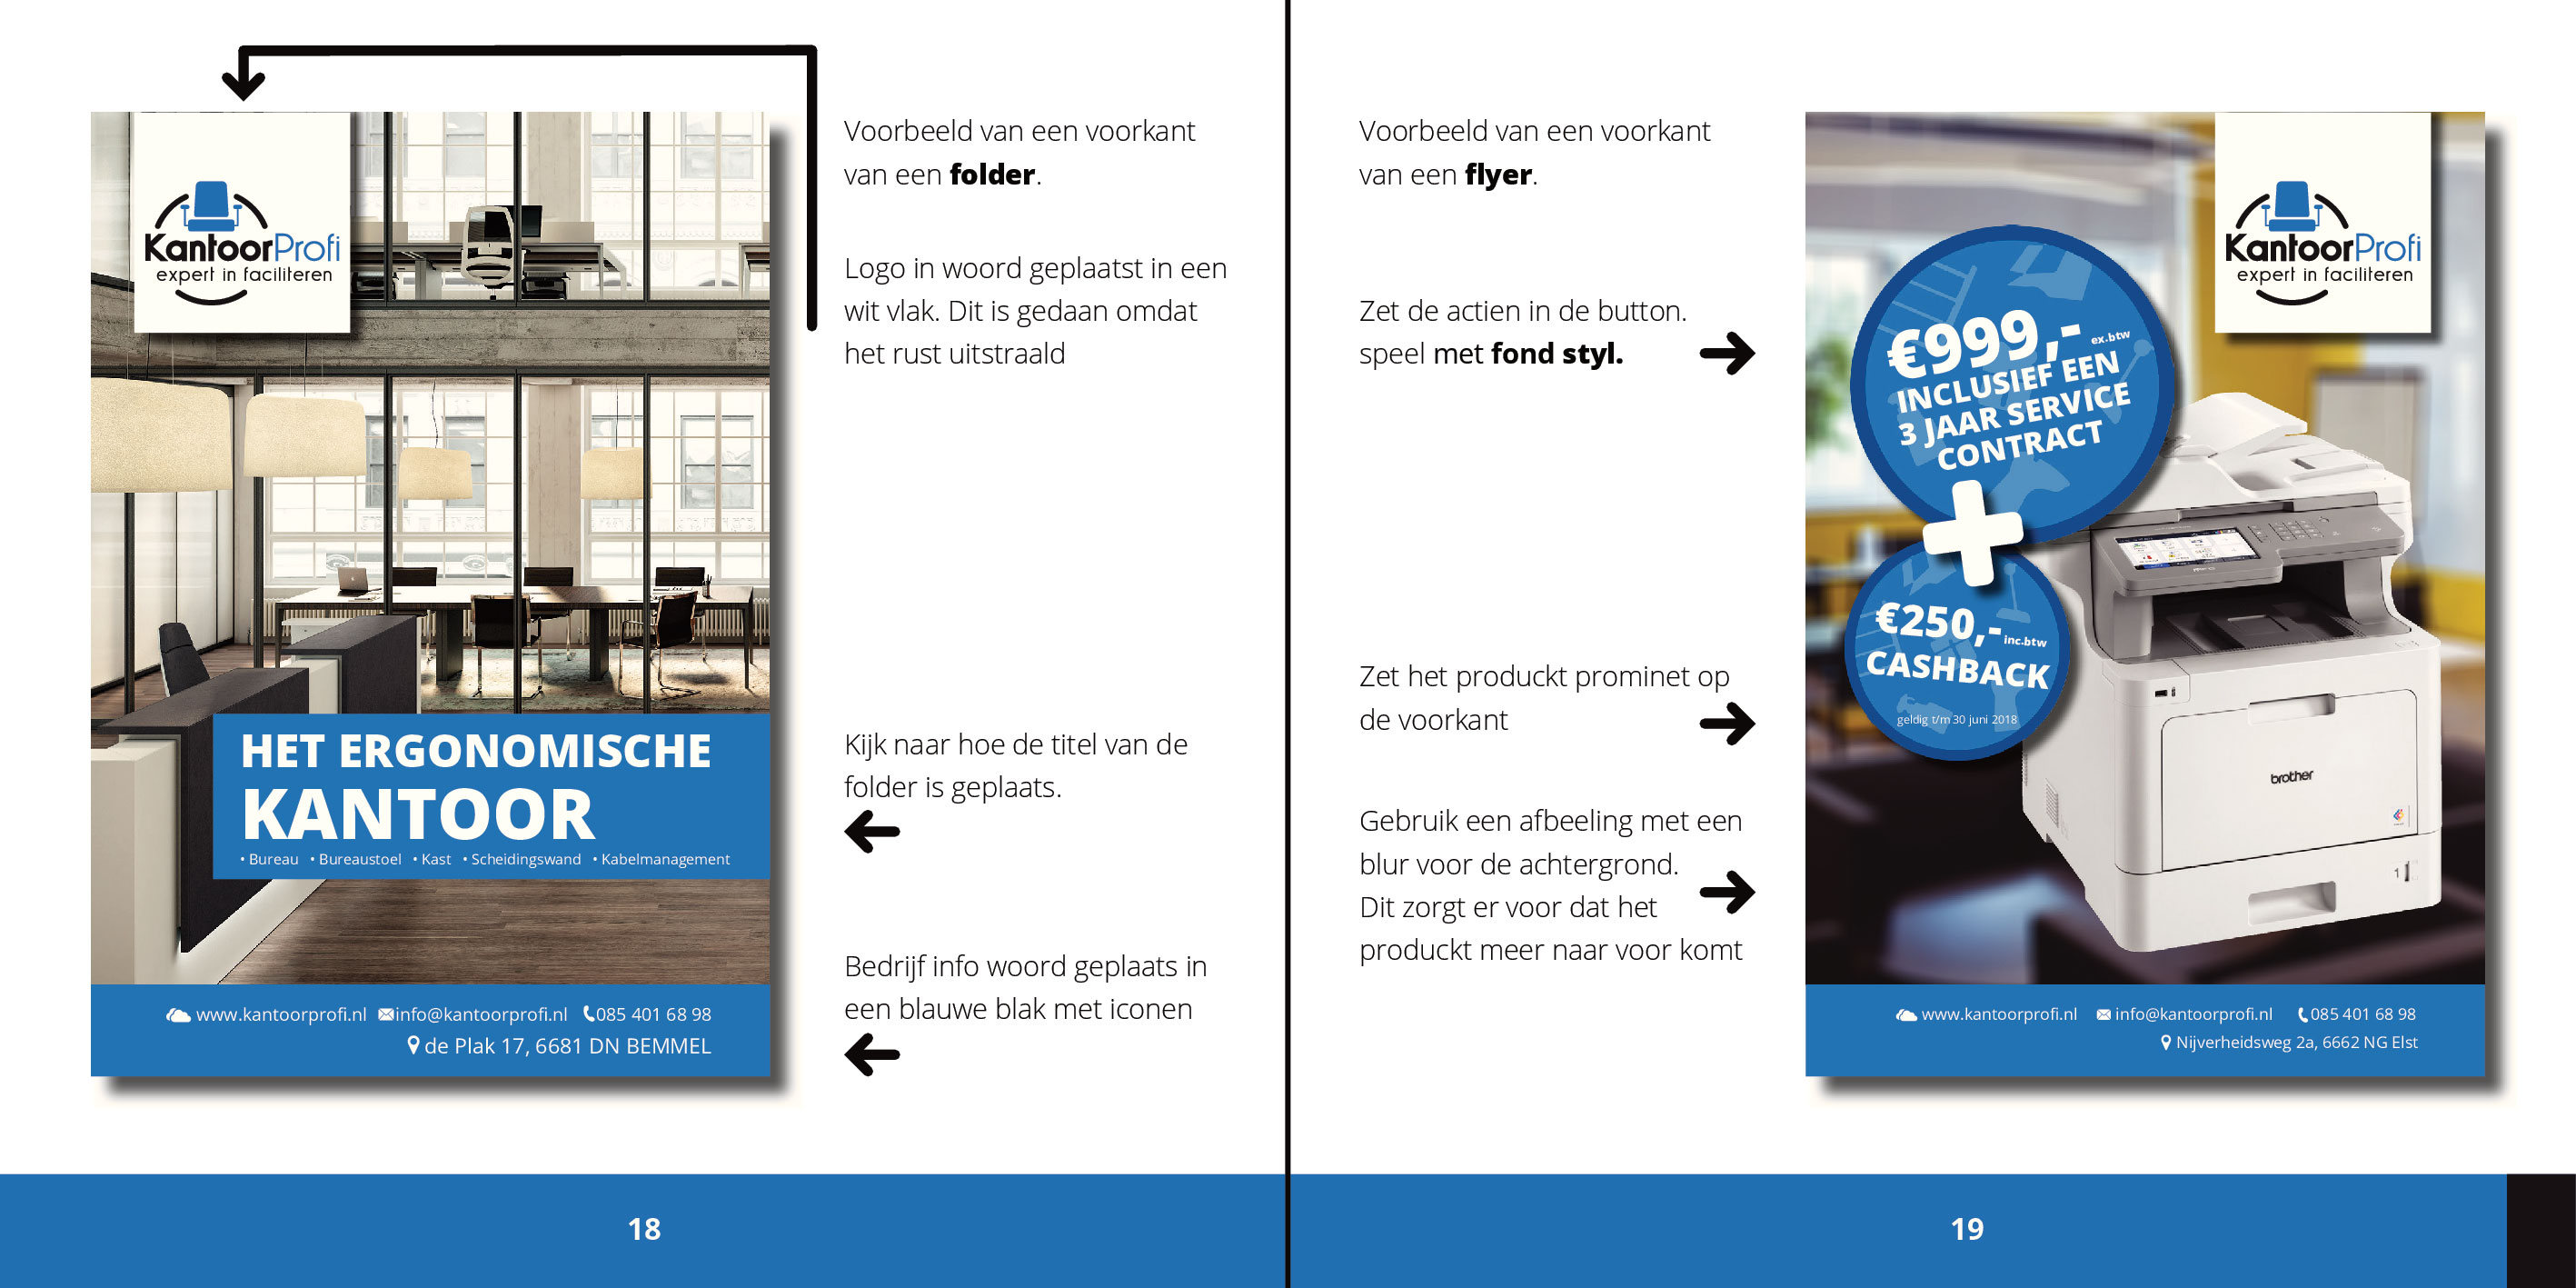 KantoorProfi
expert in faciliteren
HET ERGONOMISCHE
KANTOOR
• Bureau • Bureaustoel • Kast • Scheidingswand • Kabelmanagement
www.kantoorprofi.nl info@kantoorprofi.nl 085 401 68 98
de Plak 17, 6681 DN BEMMEL
Voorbeeld van een voorkant
van een folder.
Logo in woord geplaatst in een
wit vlak. Dit is gedaan omdat
het rust uitstraald
Kijk naar hoe de titel van de
folder is geplaats.
Bedrijf info woord geplaats in
een blauwe blak met iconen
18
Voorbeeld van een voorkant
van een flyer.
Zet de actien in de button.
speel met fond styl.
Zet het produckt prominet op
de voorkant
Gebruik een afbeeling met een
blur voor de achtergrond.
Dit zorgt er voor dat het
produckt meer naar voor komt
KantoorProfi
expert in faciliteren
€999,- ex.btw
INCLUSIEF EEN
3 JAAR SERVICE
CONTRACT
€250,- inc.btw
CASHBACK
geldig t/m 30 juni 2018
brother
www.kantoorprofi.nl info@kantoorprofi.nl 085 401 68 98
Nijverheidsweg 2a, 6662 NG Elst
19